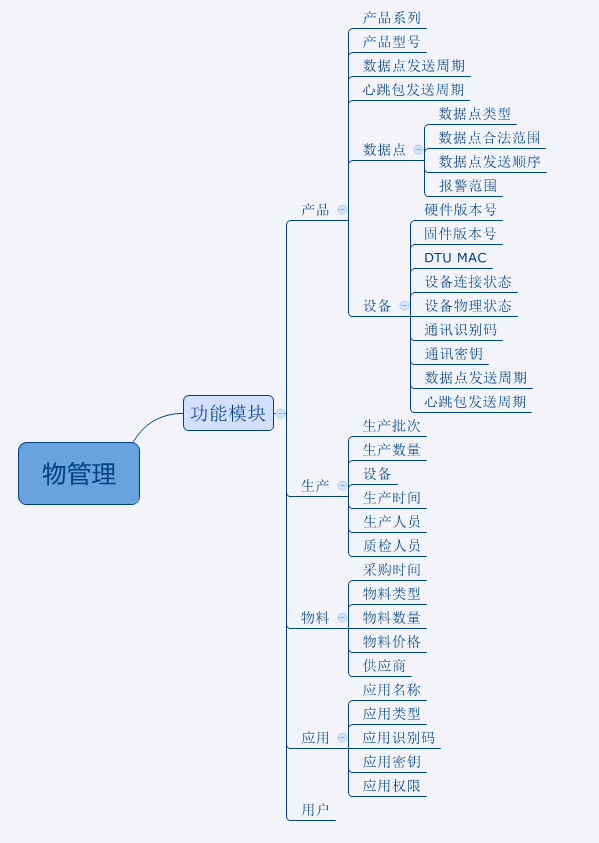 物管理
功能模块
产品
产品系列
产品型号
数据点发送周期
心跳包发送周期
数据点
数据点类型
数据点合法范围
数据点发送顺序
报警范围
设备
硬件版本号
固件版本号
DTU MAC
设备连接状态
设备物理状态
通讯识别码
通讯密钥
数据点发送周期
心跳包发送周期
生产
生产批次
生产数量
设备
生产时间
生产人员
质检人员
物料
采购时间
物料类型
物料数量
物料价格
供应商
应用
应用名称
应用类型
应用识别码
应用密钥
应用权限
用户